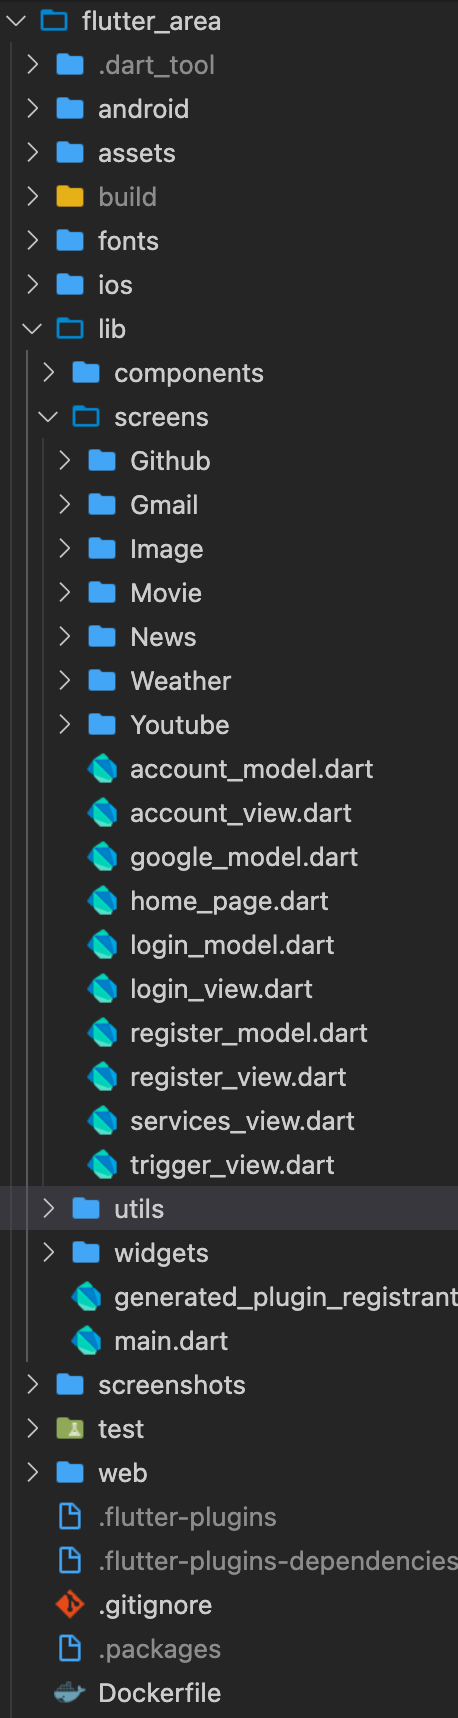 flutter_area
.dart_tool
android
assets
build
fonts
ios
lib
components
screens
Github
Gmail
Image
Movie
News
Weather
Youtube
account_model.dart
account_view.dart
google_model.dart
home_page.dart
login_model.dart
login_view.dart
register_model.dart
register_view.dart
services_view.dart
trigger_view.dart
utils
widgets
generated_plugin_registrant
main.dart
screenshots
test
web
.flutter-plugins
.flutter-plugins-dependencies
.gitignore
.packages
Dockerfile